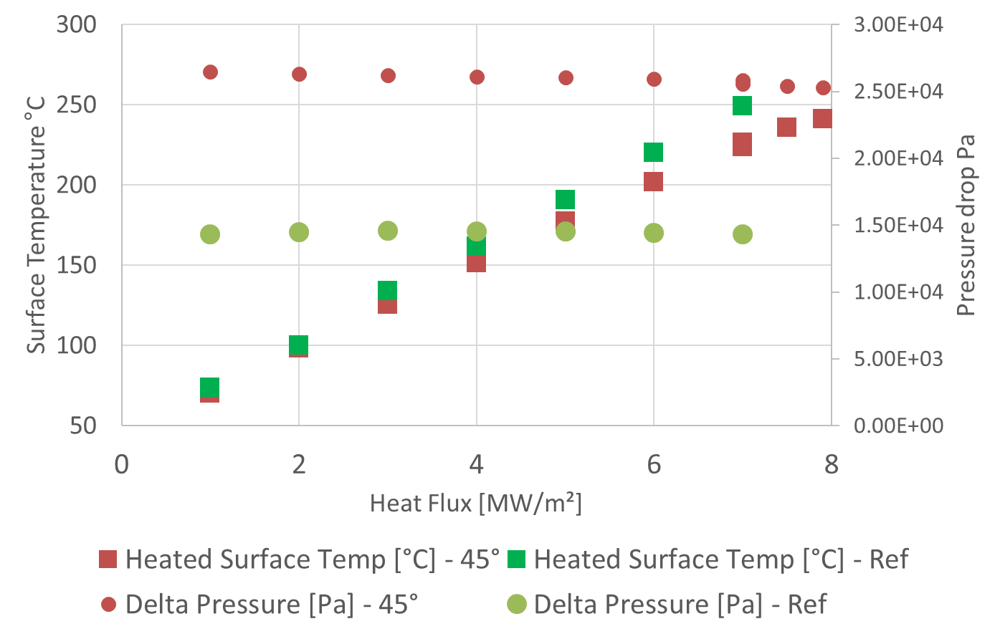 300
250
200
150
100
50
Surface Temperature °C
3.00E+04
2.50E+04
2.00E+04
1.50E+04
1.00E+04
5.00E+03
0.00E+00
Pressure drop Pa
0 2 4 6 8
Heat Flux [MW/m²]
Heated Surface Temp [°C] - 45° Heated Surface Temp [°C] - Ref
Delta Pressure [Pa] - 45° Delta Pressure [Pa] - Ref